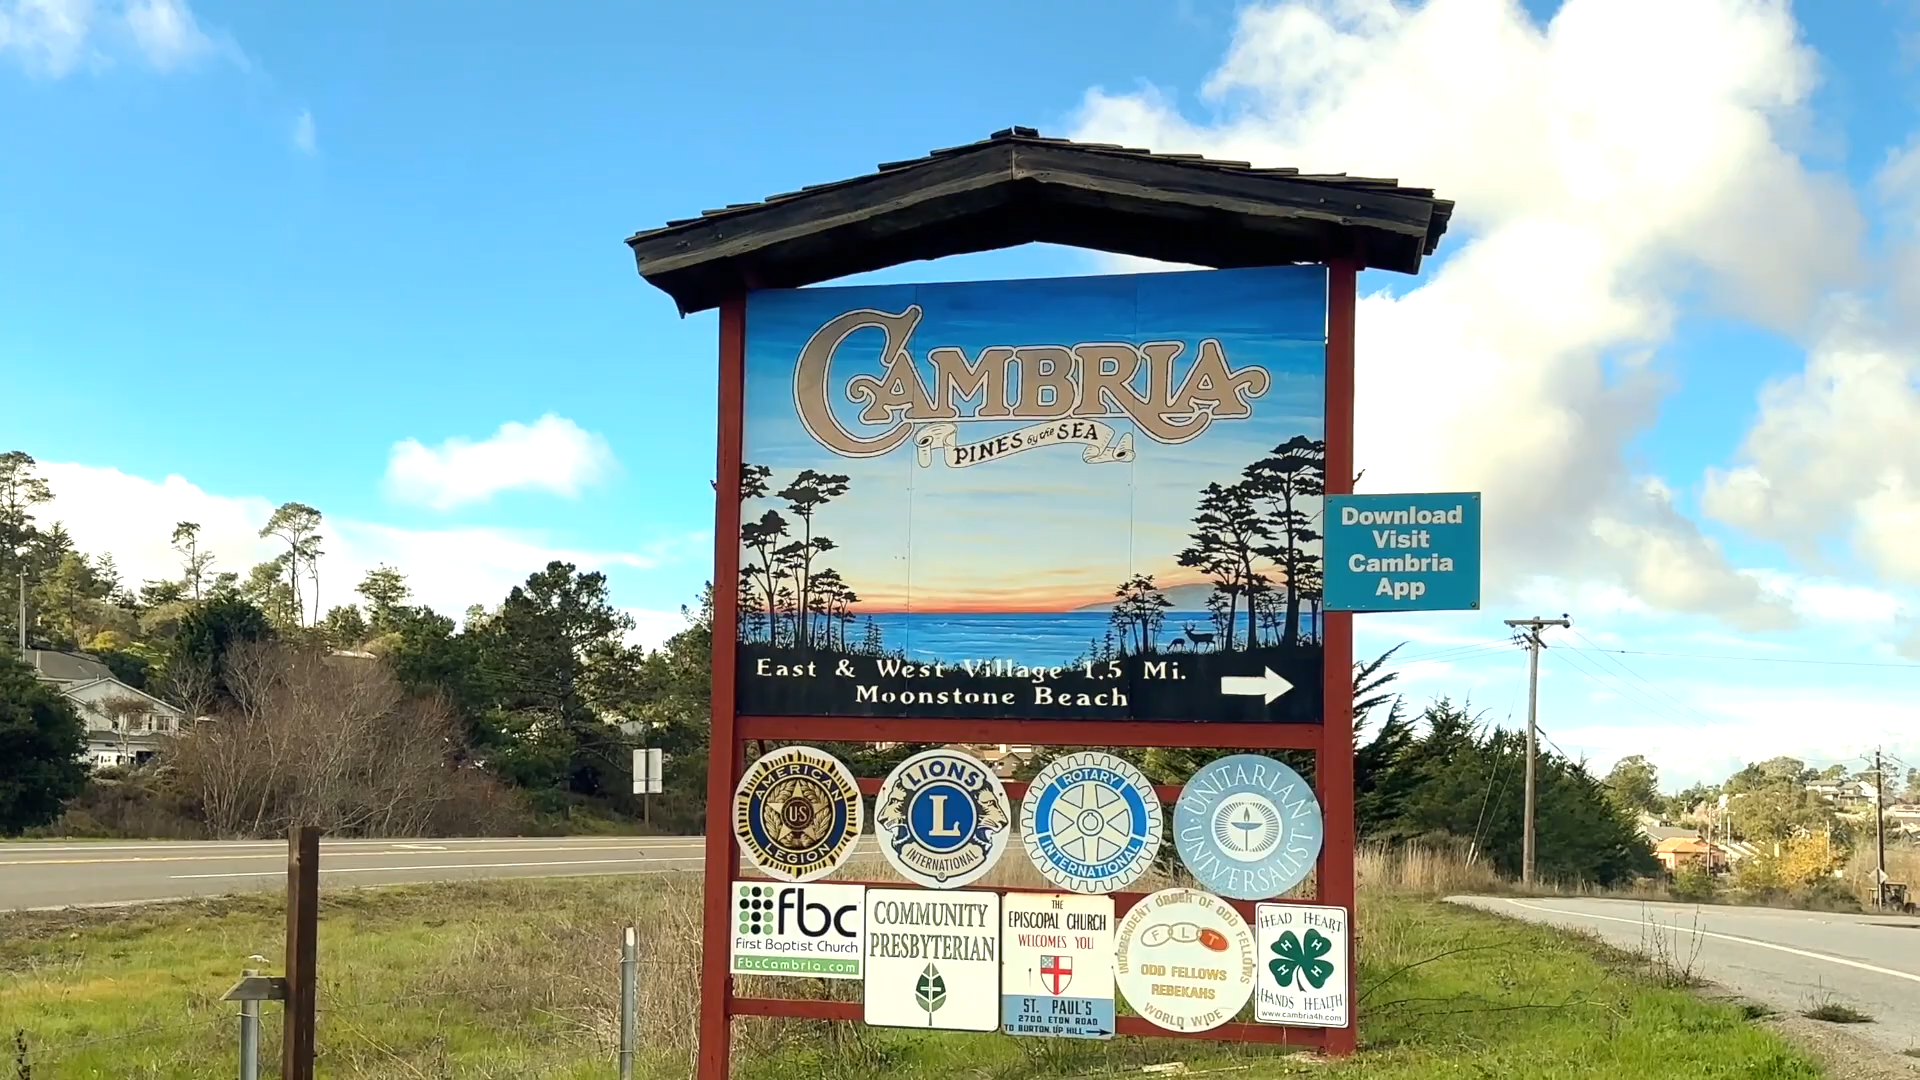 CAMBRIA
PINES by the SEA
Download
Visit
Cambria
App
East & West Village 1.5 Mi.
Moonstone Beach
AMERICAN
US
LEGION
LIONS
L
INTERNATIONAL
®
ROTARY
INTERNATIONAL
UNITARIAN
UNIVERSALIST
fbc
First Baptist Church
FbcCambria.com
COMMUNITY
PRESBYTERIAN
THE
EPISCOPAL CHURCH
WELCOMES YOU
ST. PAUL'S
2700 ETON ROAD
TO BURTON, UP HILL
INDEPENDENT ORDER OF ODD FELLOWS
F L T
ODD FELLOWS
REBEKAHS
WORLD WIDE
HEAD HEART
H H
H H
HANDS HEALTH
www.cambria4h.com